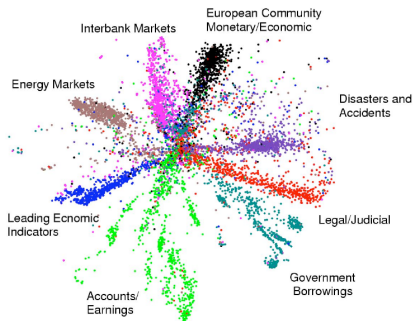 European Community
Monetary/Economic
Interbank Markets
Energy Markets
Disasters and
Accidents
Leading Ecnomic
Indicators
Legal/Judicial
Government
Borrowings
Accounts/
Earnings